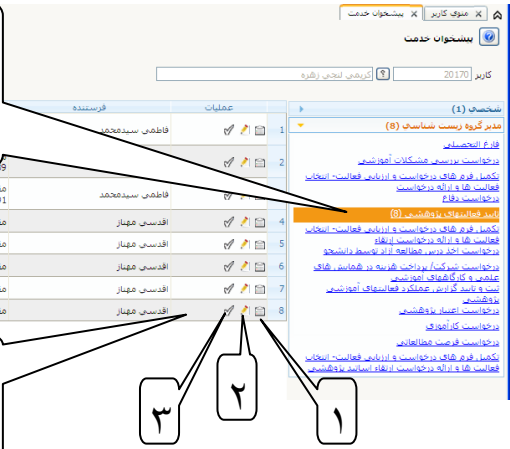 منوی کاربر
پیشخوان خدمت
پیشخوان خدمت
کاربر 20170 ? کریمی لنجی زهره
شخصی (1)
مدیر گروه زیست شناسی (8)
فارغ التحصیلی
درخواست بررسی مشکلات آموزشی
تکمیل فرم های درخواست و ارزیابی فعالیت- انتخاب
فعالیت ها و ارائه درخواست
درخواست دفاع
تایید فعالیتهای پژوهشی (8)
تکمیل فرم های درخواست و ارزیابی فعالیت- انتخاب
فعالیت ها و ارائه درخواست ارتقاء
درخواست اخذ درس مطالعه آزاد توسط دانشجو
درخواست شرکت/ پرداخت هزینه در همایش های
علمی و کارگاههای آموزشی
ثبت و تایید گزارش عملکرد فعالیتهای آموزشی
پژوهشی
درخواست اعتبار پژوهشی
درخواست کارآموزی
درخواست فرصت مطالعاتی
تکمیل فرم های درخواست و ارزیابی فعالیت- انتخاب
فعالیت ها و ارائه درخواست ارتقاء اساتید پژوهشی
عملیات فرستنده
1 فاطمی سیدمحمد
2
فاطمی سیدمحمد
4 اقدسی مهناز
5 اقدسی مهناز
6 اقدسی مهناز
7 اقدسی مهناز
8 اقدسی مهناز
۱
۲
۳